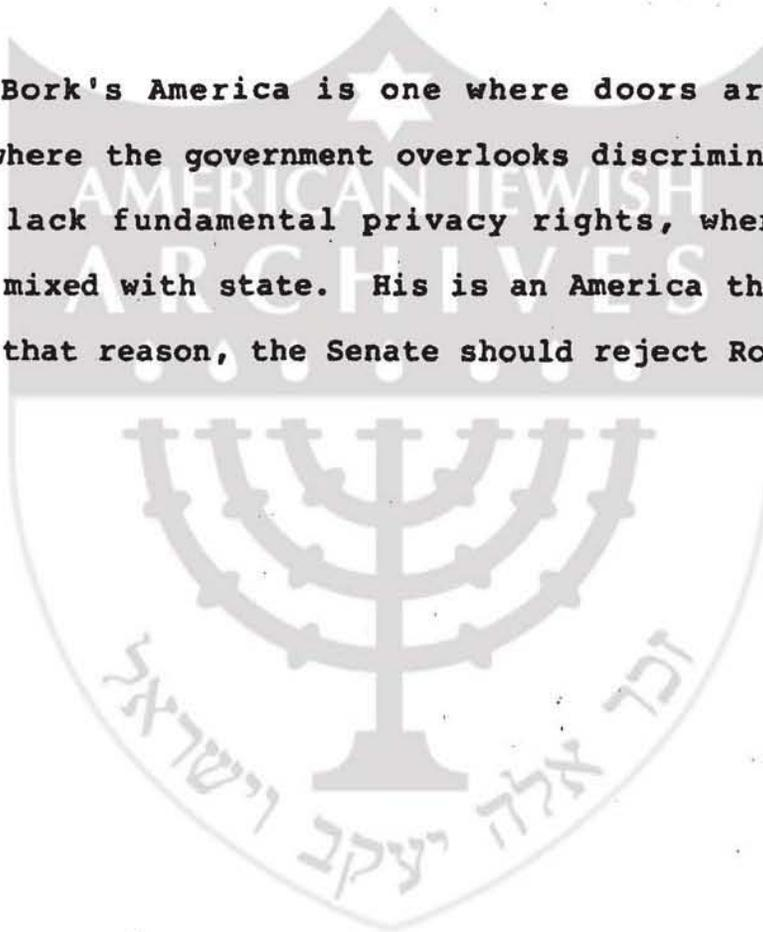 Bork's America is one where doors ar
where the government overlooks discrimin
lack fundamental privacy rights, wher
mixed with state. His is an America th
that reason, the Senate should reject Ro
AMERICAN JEWISH
ARCHIVES
זכר אלה יעקב וישראל